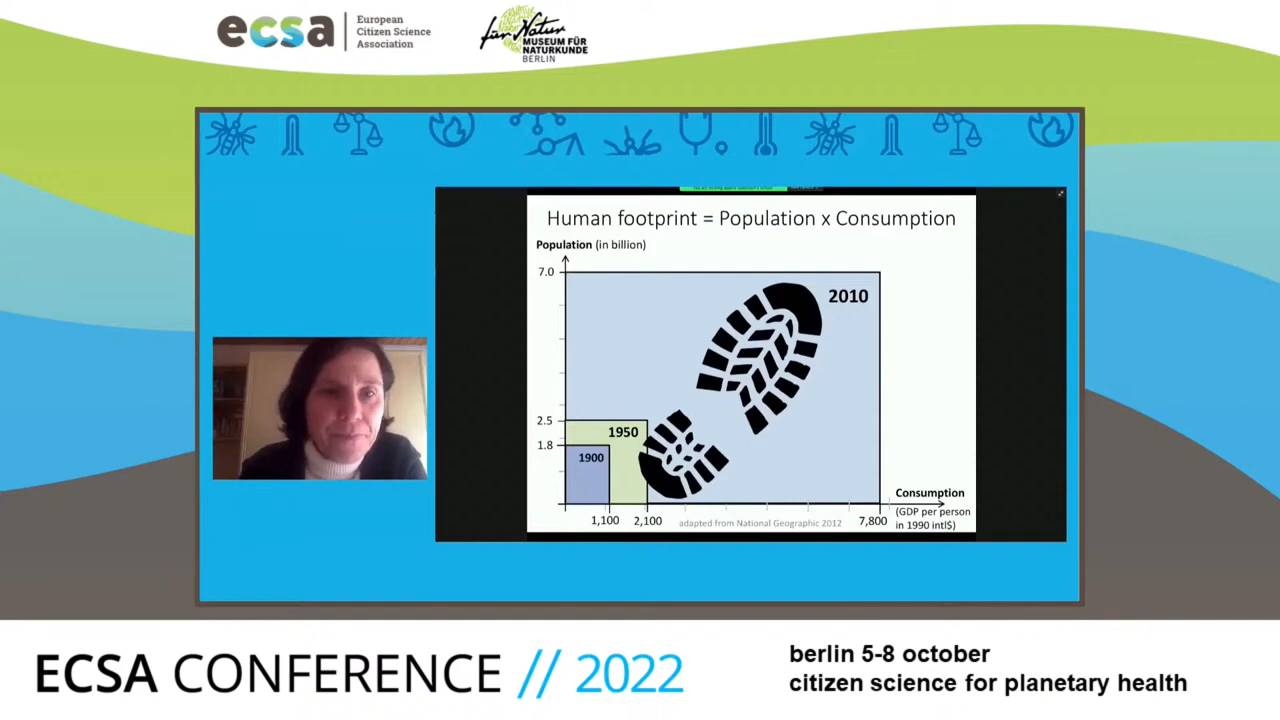 ecsa
European
Citizen Science
Association
für Natur
MUSEUM FÜR
NATURKUNDE
BERLIN
Human footprint = Population x Consumption
Population (in billion)
7.0
2010
2.5
1950
1.8
1900
Consumption
(GDP per person
in 1990 intl$)
1,100
2,100
adapted from National Geographic 2012
7,800
ECSA CONFERENCE // 2022
berlin 5-8 october
citizen science for planetary health